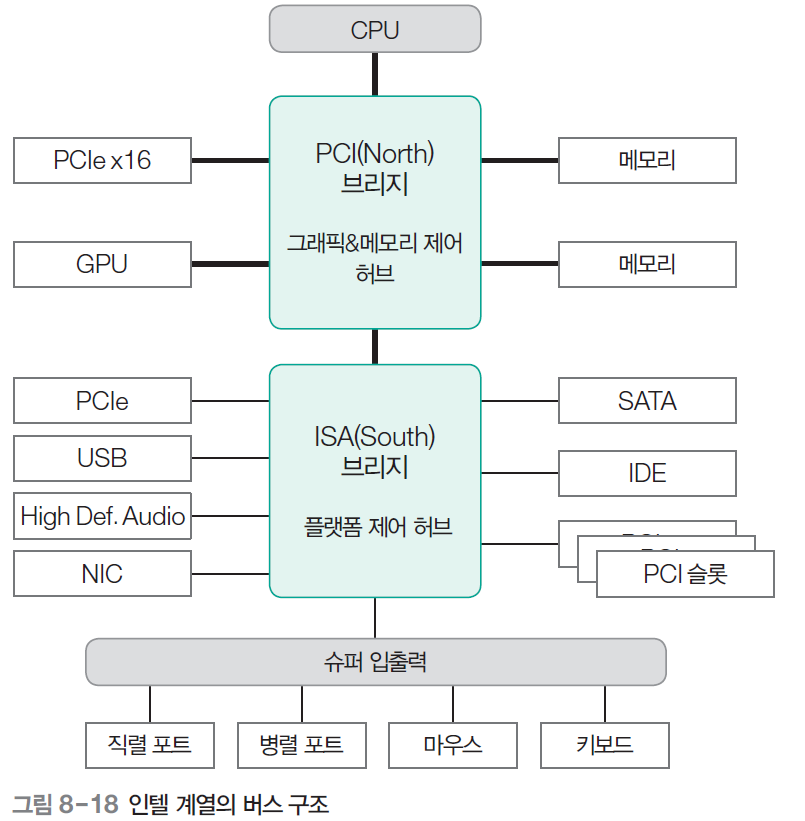 CPU
PCI(North)
브리지
그래픽&메모리 제어
허브
PCIe x16
메모리
GPU
메모리
ISA(South)
브리지
플랫폼 제어 허브
PCIe
USB
High Def. Audio
NIC
SATA
IDE
PCI 슬롯
슈퍼 입출력
직렬 포트
병렬 포트
마우스
키보드
그림 8-18 인텔 계열의 버스 구조